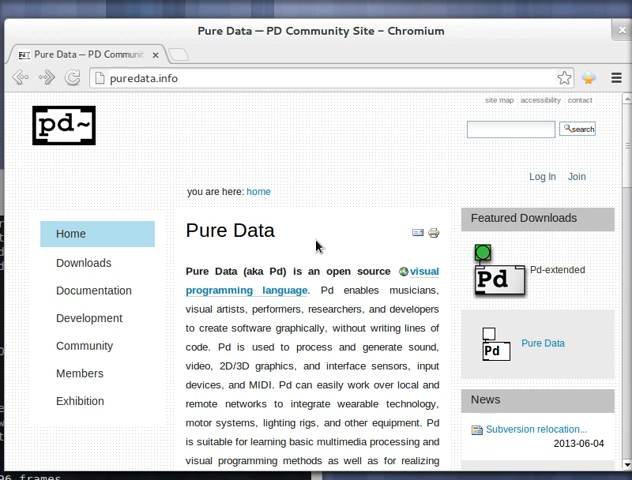 Pure Data — PD Community Site - Chromium
Pure Data — PD Communit
puredata.info
site map accessibility contact
pd~
search
Log In Join
you are here: home
Home
Downloads
Documentation
Development
Community
Members
Exhibition
Pure Data
Pure Data (aka Pd) is an open source visual
programming language. Pd enables musicians,
visual artists, performers, researchers, and developers
to create software graphically, without writing lines of
code. Pd is used to process and generate sound,
video, 2D/3D graphics, and interface sensors, input
devices, and MIDI. Pd can easily work over local and
remote networks to integrate wearable technology,
motor systems, lighting rigs, and other equipment. Pd
is suitable for learning basic multimedia processing and
visual programming methods as well as for realizing
Featured Downloads
Pd
Pd-extended
Pd
Pure Data
News
Subversion relocation...
2013-06-04
96 frames